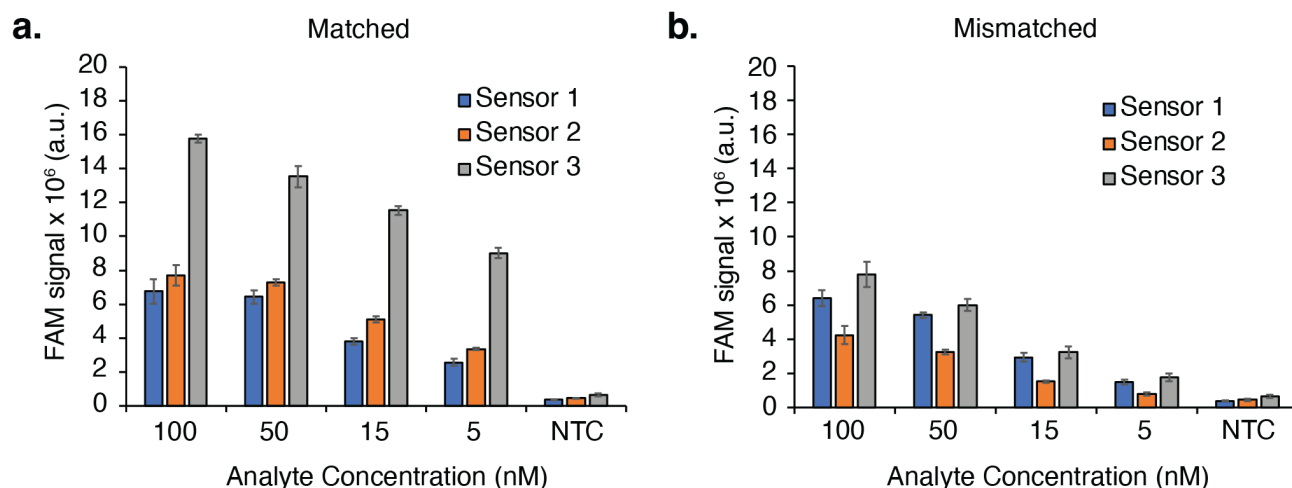 a.
Matched
FAM signal x 10⁶ (a.u.)
20
18
16
14
12
10
8
6
4
2
0
Sensor 1
Sensor 2
Sensor 3
100 50 15 5 NTC
Analyte Concentration (nM)
b.
Mismatched
FAM signal x 10⁶ (a.u.)
20
18
16
14
12
10
8
6
4
2
0
Sensor 1
Sensor 2
Sensor 3
100 50 15 5 NTC
Analyte Concentration (nM)